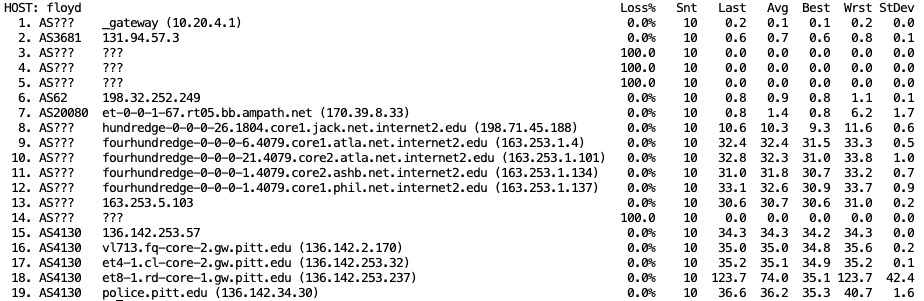 HOST: floyd Loss% Snt Last Avg Best Wrst StDev
1. AS??? _gateway (10.20.4.1) 0.0% 10 0.2 0.1 0.1 0.2 0.0
2. AS3681 131.94.57.3 0.0% 10 0.6 0.7 0.6 0.8 0.1
3. AS??? ??? 100.0 10 0.0 0.0 0.0 0.0 0.0
4. AS??? ??? 100.0 10 0.0 0.0 0.0 0.0 0.0
5. AS??? ??? 100.0 10 0.0 0.0 0.0 0.0 0.0
6. AS62 198.32.252.249 0.0% 10 0.8 0.9 0.8 1.1 0.1
7. AS20080 et-0-0-1-67.rt05.bb.ampath.net (170.39.8.33) 0.0% 10 0.8 1.4 0.8 6.2 1.7
8. AS??? hundredge-0-0-0-26.1804.core1.jack.net.internet2.edu (198.71.45.188) 0.0% 10 10.6 10.3 9.3 11.6 0.6
9. AS??? fourhundredge-0-0-0-6.4079.core1.atla.net.internet2.edu (163.253.1.4) 0.0% 10 32.4 32.4 31.5 33.3 0.5
10. AS??? fourhundredge-0-0-0-21.4079.core2.atla.net.internet2.edu (163.253.1.101) 0.0% 10 32.8 32.3 31.0 33.8 1.0
11. AS??? fourhundredge-0-0-0-1.4079.core2.ashb.net.internet2.edu (163.253.1.134) 0.0% 10 31.0 31.8 30.7 33.2 0.7
12. AS??? fourhundredge-0-0-0-1.4079.core1.phil.net.internet2.edu (163.253.1.137) 0.0% 10 33.1 32.6 30.9 33.7 0.9
13. AS??? 163.253.5.103 0.0% 10 30.6 30.7 30.6 31.0 0.2
14. AS??? ??? 100.0 10 0.0 0.0 0.0 0.0 0.0
15. AS4130 136.142.253.57 0.0% 10 34.3 34.3 34.2 34.3 0.0
16. AS4130 vl713.fq-core-2.gw.pitt.edu (136.142.2.170) 0.0% 10 35.0 35.0 34.8 35.6 0.2
17. AS4130 et4-1.cl-core-2.gw.pitt.edu (136.142.253.32) 0.0% 10 35.2 35.1 34.9 35.2 0.1
18. AS4130 et8-1.rd-core-1.gw.pitt.edu (136.142.253.237) 0.0% 10 123.7 74.0 35.1 123.7 42.4
19. AS4130 police.pitt.edu (136.142.34.30) 0.0% 10 36.6 36.2 35.3 40.7 1.6